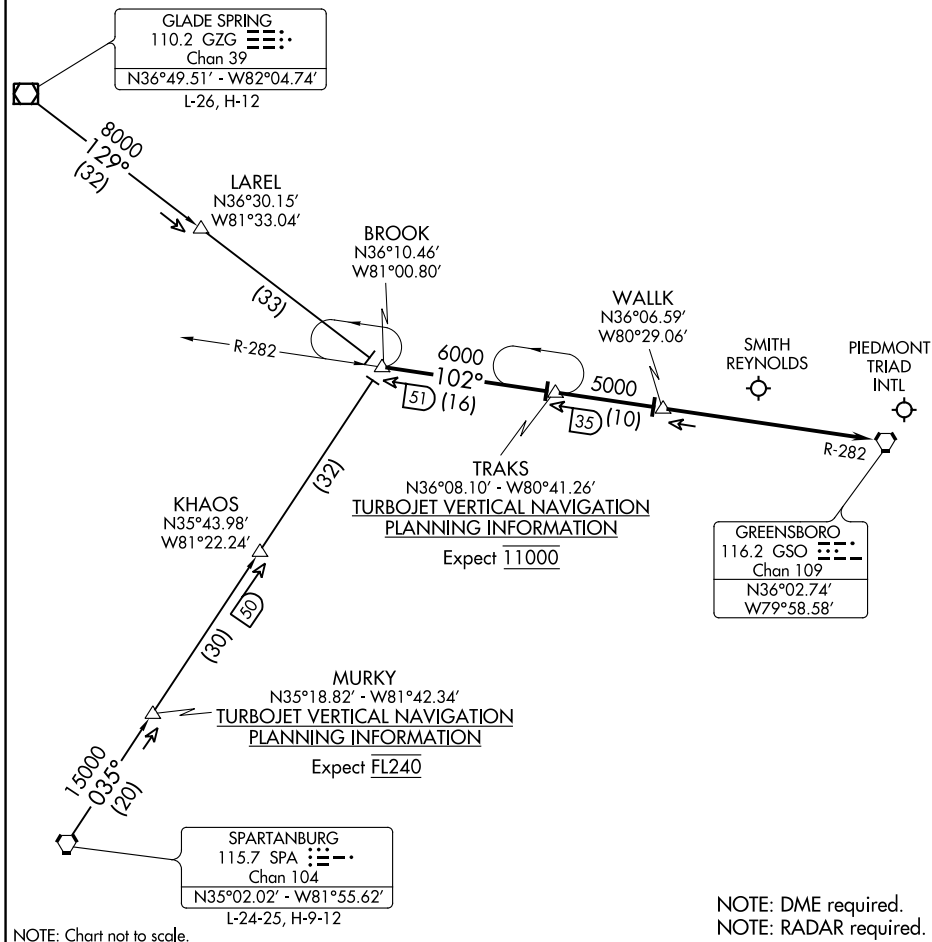 GLADE SPRING
110.2 GZG
Chan 39
N36°49.51' - W82°04.74'
L-26, H-12
8000
129°
(32)
LAREL
N36°30.15'
W81°33.04'
(33)
BROOK
N36°10.46'
W81°00.80'
R-282
6000
102°
(16)
51
WALLK
N36°06.59'
W80°29.06'
5000
(10)
35
SMITH
REYNOLDS
PIEDMONT
TRIAD
INTL
R-282
TRAKS
N36°08.10' - W80°41.26'
TURBOJET VERTICAL NAVIGATION
PLANNING INFORMATION
Expect 11000
GREENSBORO
116.2 GSO
Chan 109
N36°02.74'
W79°58.58'
(32)
KHAOS
N35°43.98'
W81°22.24'
50
(30)
MURKY
N35°18.82' - W81°42.34'
TURBOJET VERTICAL NAVIGATION
PLANNING INFORMATION
Expect FL240
15000
035°
(20)
SPARTANBURG
115.7 SPA
Chan 104
N35°02.02' - W81°55.62'
L-24-25, H-9-12
NOTE: Chart not to scale.
NOTE: DME required.
NOTE: RADAR required.